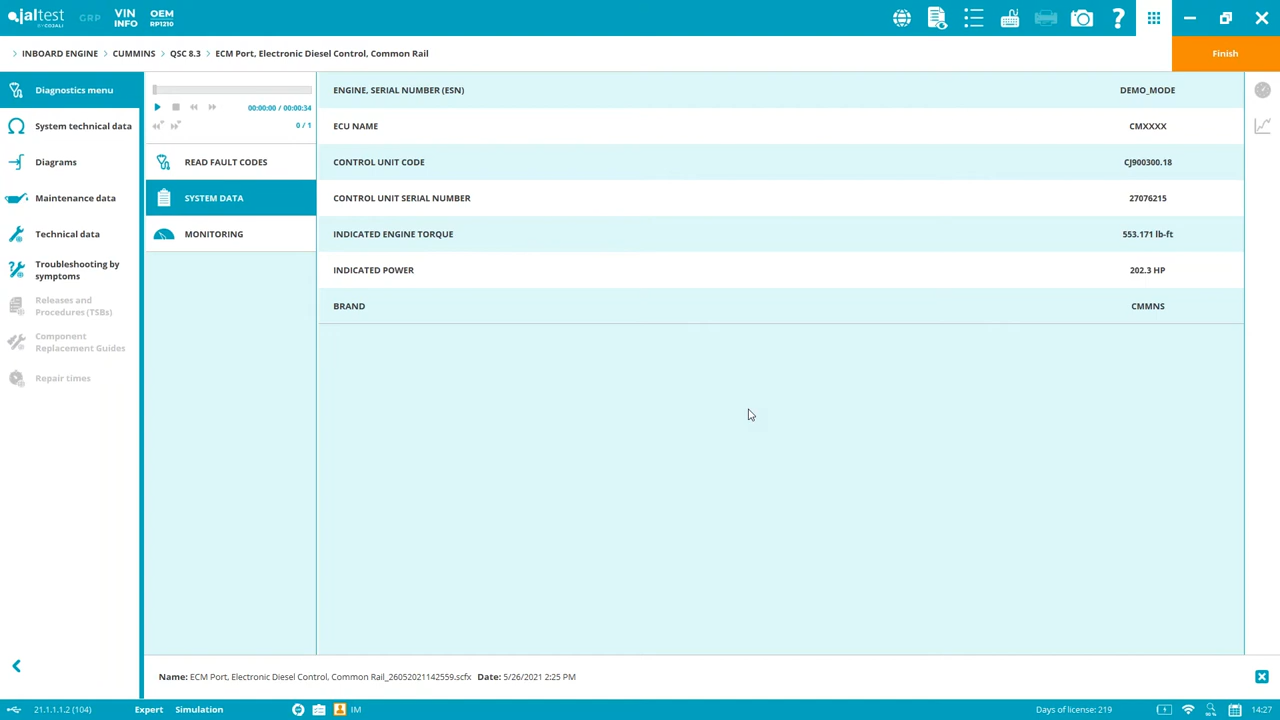 jaltest
BY COJALI
GRP
VIN
INFO
OEM
RP1210
INBOARD ENGINE
CUMMINS
QSC 8.3
ECM Port, Electronic Diesel Control, Common Rail
Finish
Diagnostics menu
System technical data
Diagrams
Maintenance data
Technical data
Troubleshooting by
symptoms
Releases and
Procedures (TSBs)
Component
Replacement Guides
Repair times
00:00:00 / 00:00:34
0 / 1
READ FAULT CODES
SYSTEM DATA
MONITORING
ENGINE, SERIAL NUMBER (ESN) DEMO_MODE
ECU NAME CMXXXX
CONTROL UNIT CODE CJ900300.18
CONTROL UNIT SERIAL NUMBER 27076215
INDICATED ENGINE TORQUE 553.171 lb-ft
INDICATED POWER 202.3 HP
BRAND CMMNS
Name: ECM Port, Electronic Diesel Control, Common Rail_26052021142559.scfx Date: 5/26/2021 2:25 PM
21.1.1.1.2 (104) Expert Simulation IM Days of license: 219 14:27